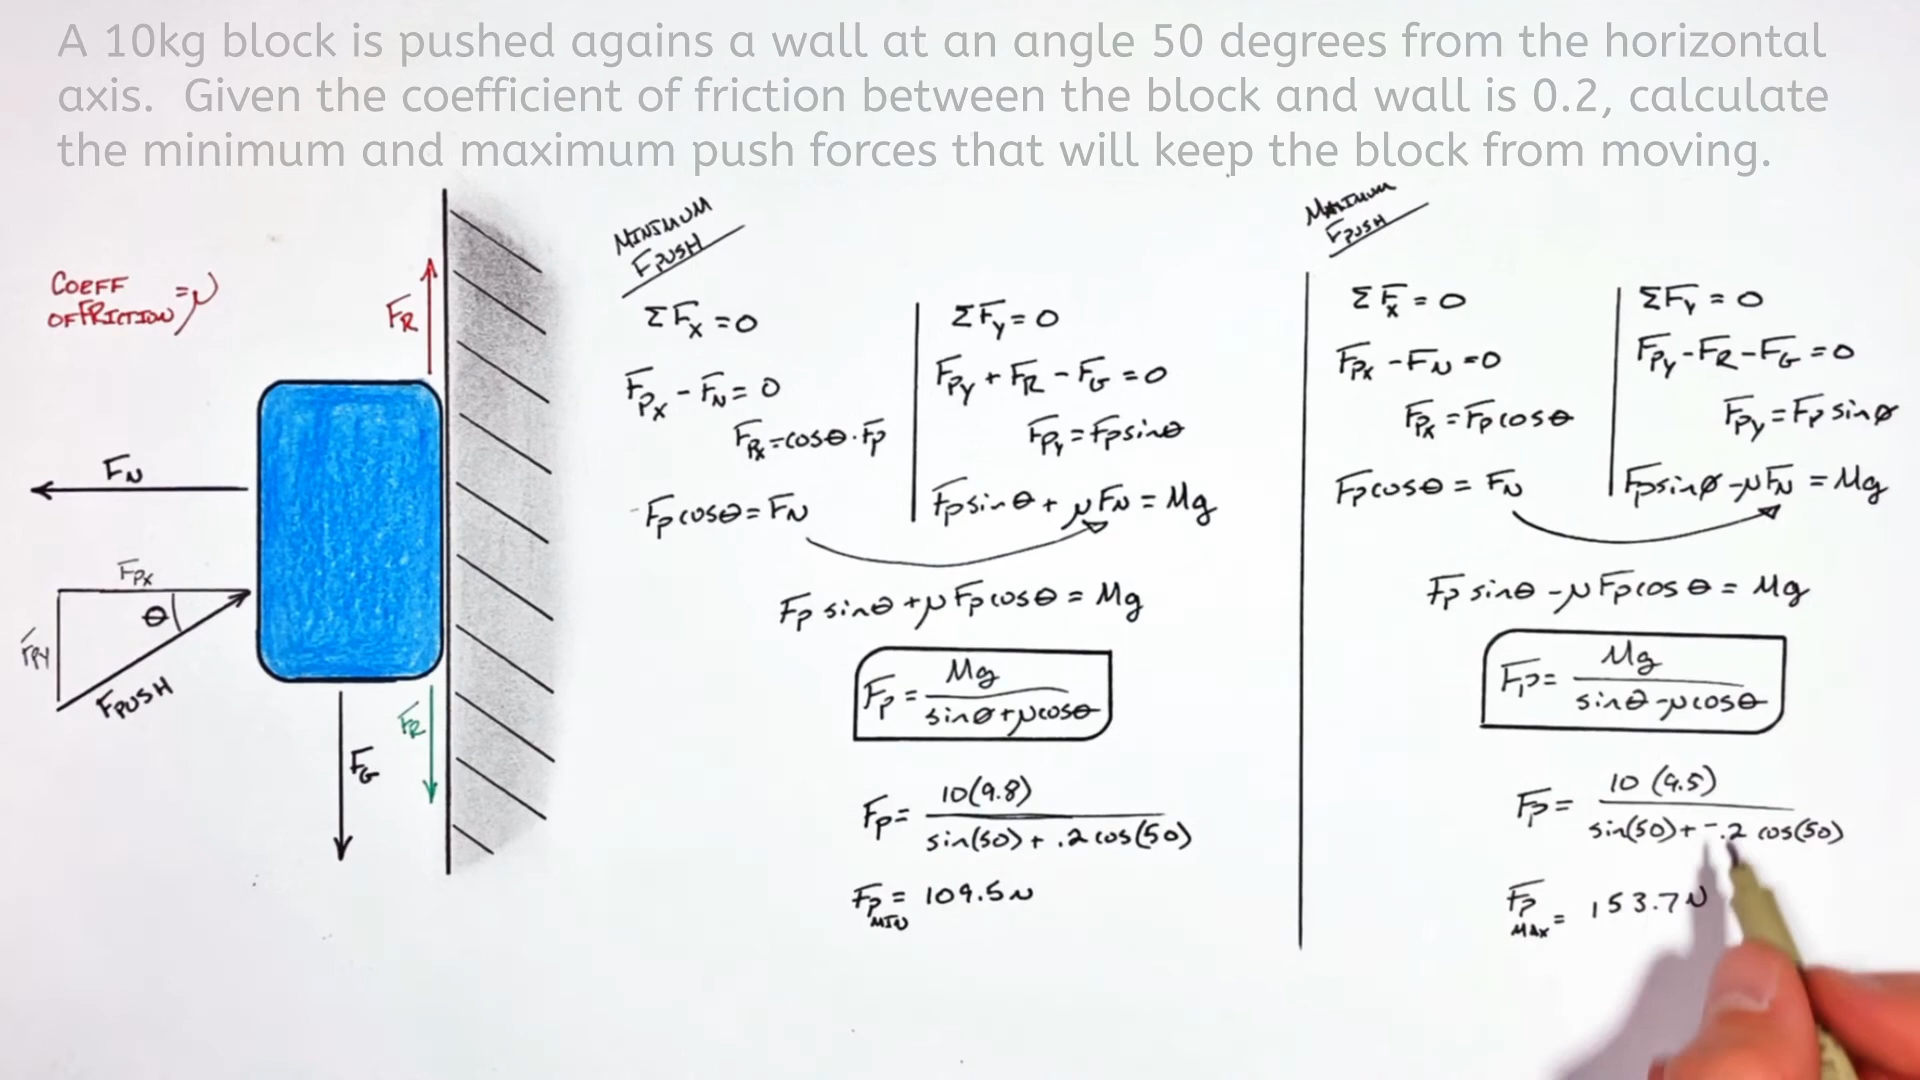 A 10kg block is pushed agains a wall at an angle 50 degrees from the horizontal
axis. Given the coefficient of friction between the block and wall is 0.2, calculate
the minimum and maximum push forces that will keep the block from moving.
COEFF
OF FRICTION = μ
FR
FN
FPx
θ
FPY
FPUSH
FG
FR
MINIMUM
FPUSH
ΣFx = 0
FPx - FN = 0
FPx = cosθ · FP
FP cosθ = FN
ΣFy = 0
FPY + FR - FG = 0
FPY = FP sinθ
FP sinθ + μ FN = Mg
FP sinθ + μ FP cosθ = Mg
FP = Mg / sinθ + μcosθ
FP = 10(9.8) / sin(50) + .2 cos(50)
FP MIN = 109.5 N
MAXIMUM
FPUSH
ΣFx = 0
FPx - FN = 0
FPx = FP cosθ
FP cosθ = FN
ΣFY = 0
FPY - FR - FG = 0
FPY = FP sinθ
FP sinθ - μFN = Mg
FP sinθ - μ FP cosθ = Mg
FP = Mg / sinθ - μcosθ
FP = 10 (9.5) / sin(50) + -.2 cos(50)
FP MAX = 153.7 N